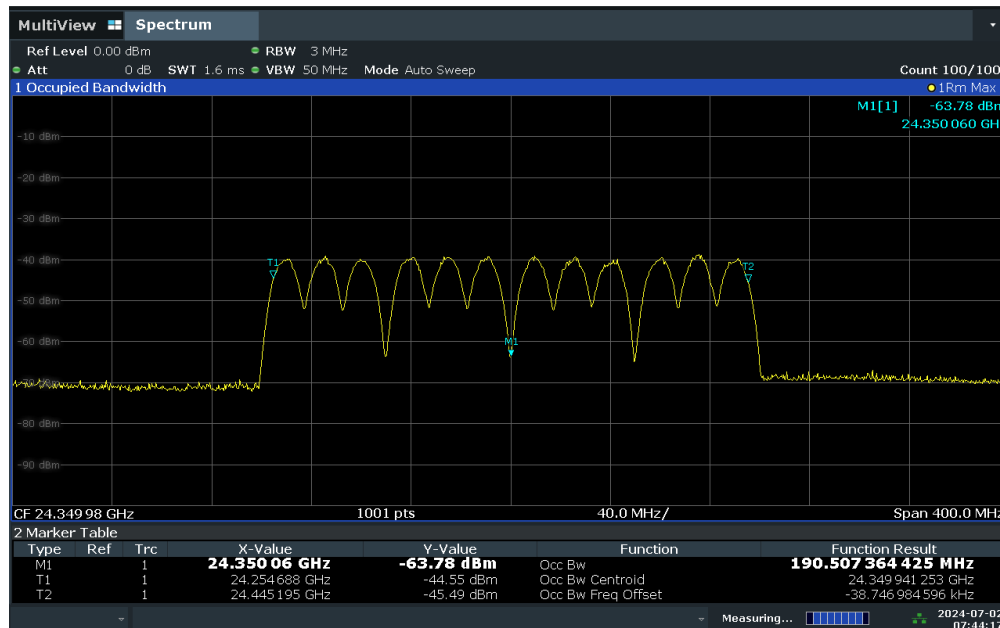 MultiView Spectrum
Ref Level 0.00 dBm RBW 3 MHz
Att 0 dB SWT 1.6 ms VBW 50 MHz Mode Auto Sweep Count 100/100
1 Occupied Bandwidth 1Rm Max
M1[1] -63.78 dBm
24.350 060 GH
-10 dBm
-20 dBm
-30 dBm
-40 dBm
T1 T2
-50 dBm
-60 dBm
M1
-80 dBm
-90 dBm
CF 24.349 98 GHz 1001 pts 40.0 MHz/ Span 400.0 MHz
2 Marker Table
Type Ref Trc X-Value Y-Value Function Function Result
M1 1 24.350 06 GHz -63.78 dBm Occ Bw 190.507 364 425 MHz
T1 1 24.254688 GHz -44.55 dBm Occ Bw Centroid 24.349 941 253 GHz
T2 1 24.445195 GHz -45.49 dBm Occ Bw Freq Offset -38.746 984 596 kHz
Measuring... 2024-07-02
07:44:17